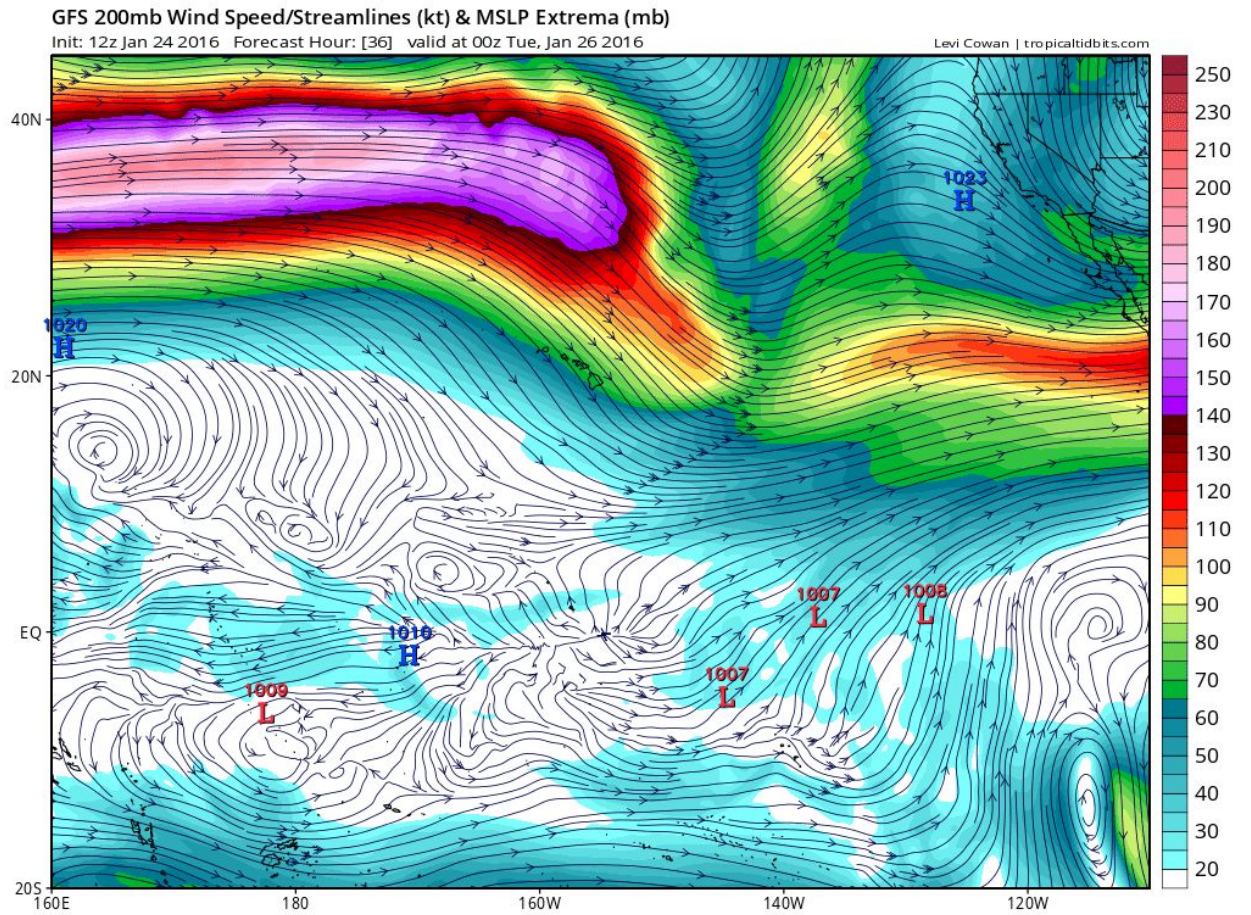 GFS 200mb Wind Speed/Streamlines (kt) & MSLP Extrema (mb)
Init: 12z Jan 24 2016 Forecast Hour: [36] valid at 00z Tue, Jan 26 2016
Levi Cowan | tropicaltidbits.com
40N
20N
EQ
20S
160E
180
160W
140W
120W
1023
H
1020
H
1010
H
1009
L
1007
L
1007
L
1008
L
250
230
210
200
190
180
170
160
150
140
130
120
110
100
90
80
70
60
50
40
30
20